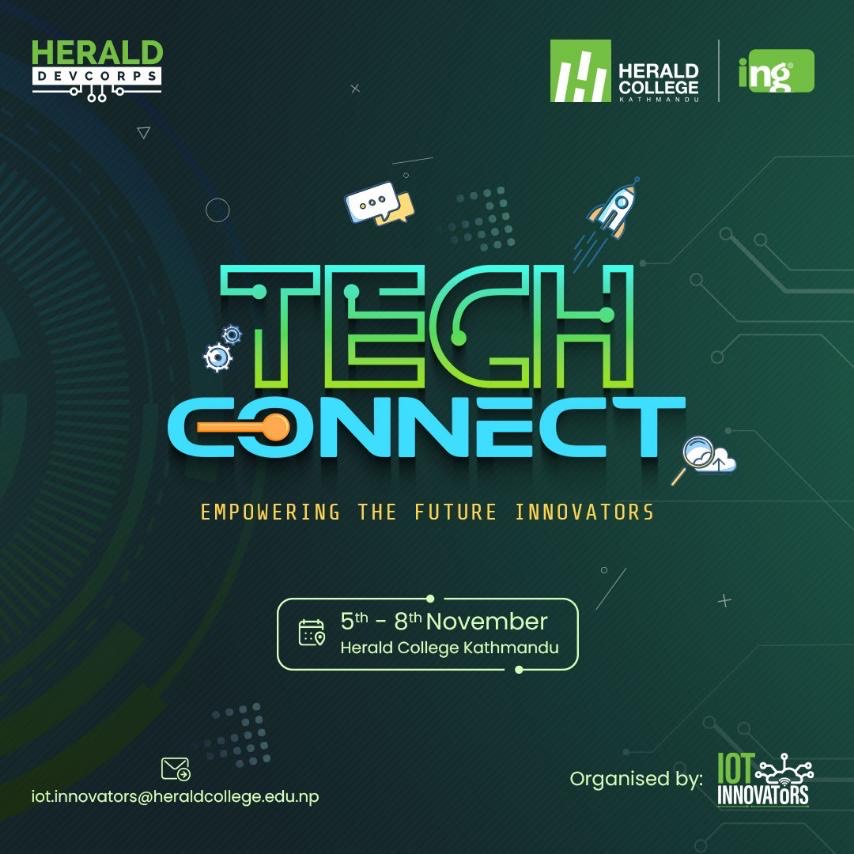 HERALD
DEVCORPS
HERALD
COLLEGE
KATHMANDU
ing
TECH
CONNECT
EMPOWERING THE FUTURE INNOVATORS
5th - 8th November
Herald College Kathmandu
iot.innovators@heraldcollege.edu.np
Organised by:
IOT
INNOVATORS